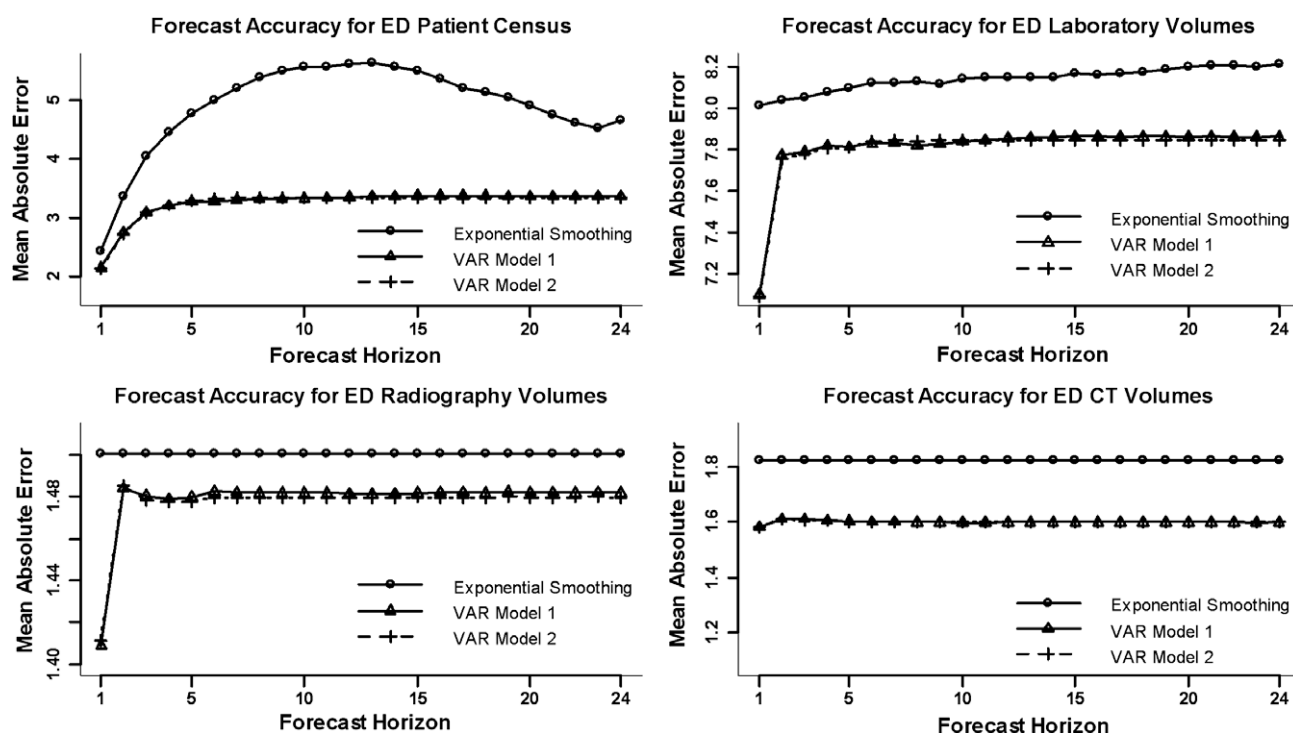 Forecast Accuracy for ED Patient Census
Mean Absolute Error
5
4
3
2
Exponential Smoothing
VAR Model 1
VAR Model 2
1 5 10 15 20 24
Forecast Horizon
Forecast Accuracy for ED Laboratory Volumes
Mean Absolute Error
8.2
8.0
7.8
7.6
7.4
7.2
Exponential Smoothing
VAR Model 1
VAR Model 2
1 5 10 15 20 24
Forecast Horizon
Forecast Accuracy for ED Radiography Volumes
Mean Absolute Error
1.48
1.44
1.40
Exponential Smoothing
VAR Model 1
VAR Model 2
1 5 10 15 20 24
Forecast Horizon
Forecast Accuracy for ED CT Volumes
Mean Absolute Error
1.8
1.6
1.4
1.2
Exponential Smoothing
VAR Model 1
VAR Model 2
1 5 10 15 20 24
Forecast Horizon